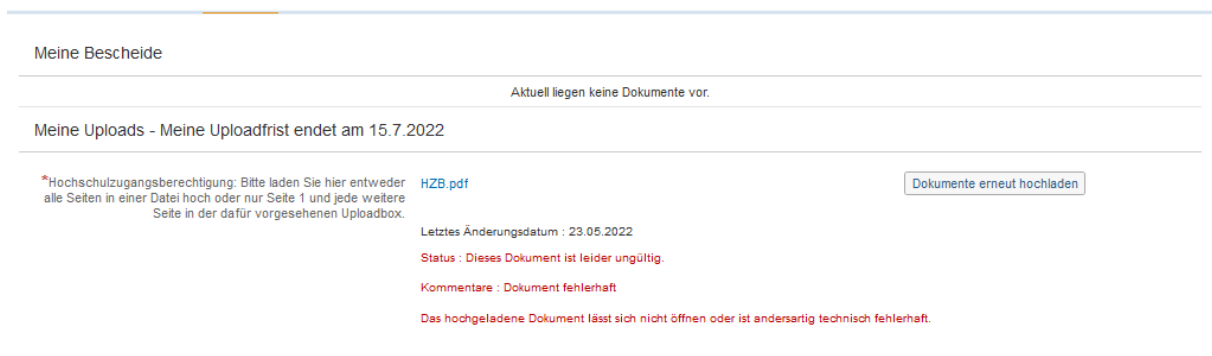 Meine Bescheide
Aktuell liegen keine Dokumente vor.
Meine Uploads - Meine Uploadfrist endet am 15.7.2022
*Hochschulzugangsberechtigung: Bitte laden Sie hier entweder
alle Seiten in einer Datei hoch oder nur Seite 1 und jede weitere
Seite in der dafür vorgesehenen Uploadbox.
HZB.pdf
Dokumente erneut hochladen
Letztes Änderungsdatum : 23.05.2022
Status : Dieses Dokument ist leider ungültig.
Kommentare : Dokument fehlerhaft
Das hochgeladene Dokument lässt sich nicht öffnen oder ist andersartig technisch fehlerhaft.